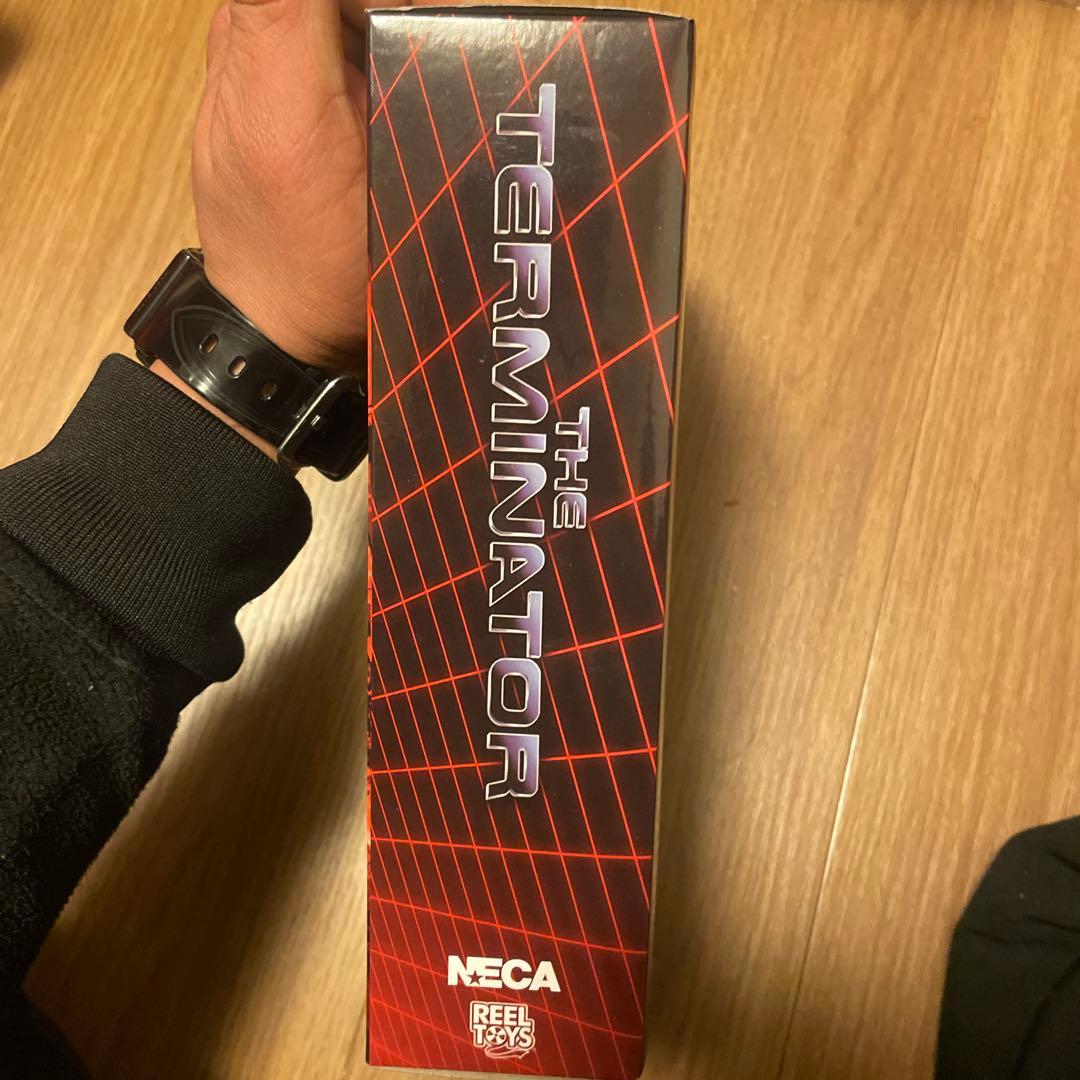 THE
TERMINATOR
NECA
REEL
TOYS